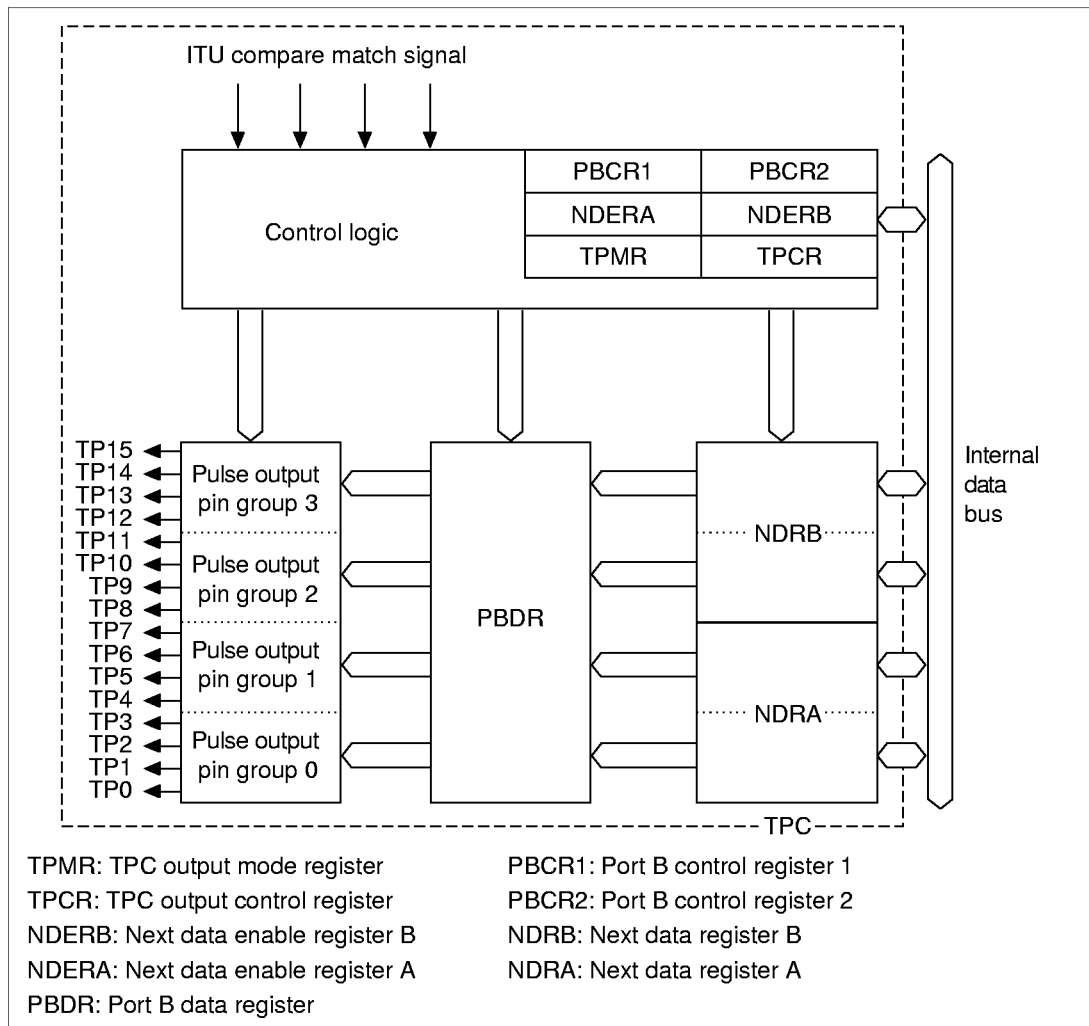 ITU compare match signal
PBCR1
PBCR2
Control logic
NDERA
NDERB
TPMR
TPCR
TP15
TP14
TP13
TP12
TP11
TP10
TP9
TP8
TP7
TP6
TP5
TP4
TP3
TP2
TP1
TP0
Pulse output
pin group 3
Pulse output
pin group 2
Pulse output
pin group 1
Pulse output
pin group 0
PBDR
NDRB
NDRA
Internal
data
bus
TPC
TPMR: TPC output mode register
TPCR: TPC output control register
NDERB: Next data enable register B
NDERA: Next data enable register A
PBDR: Port B data register
PBCR1: Port B control register 1
PBCR2: Port B control register 2
NDRB: Next data register B
NDRA: Next data register A